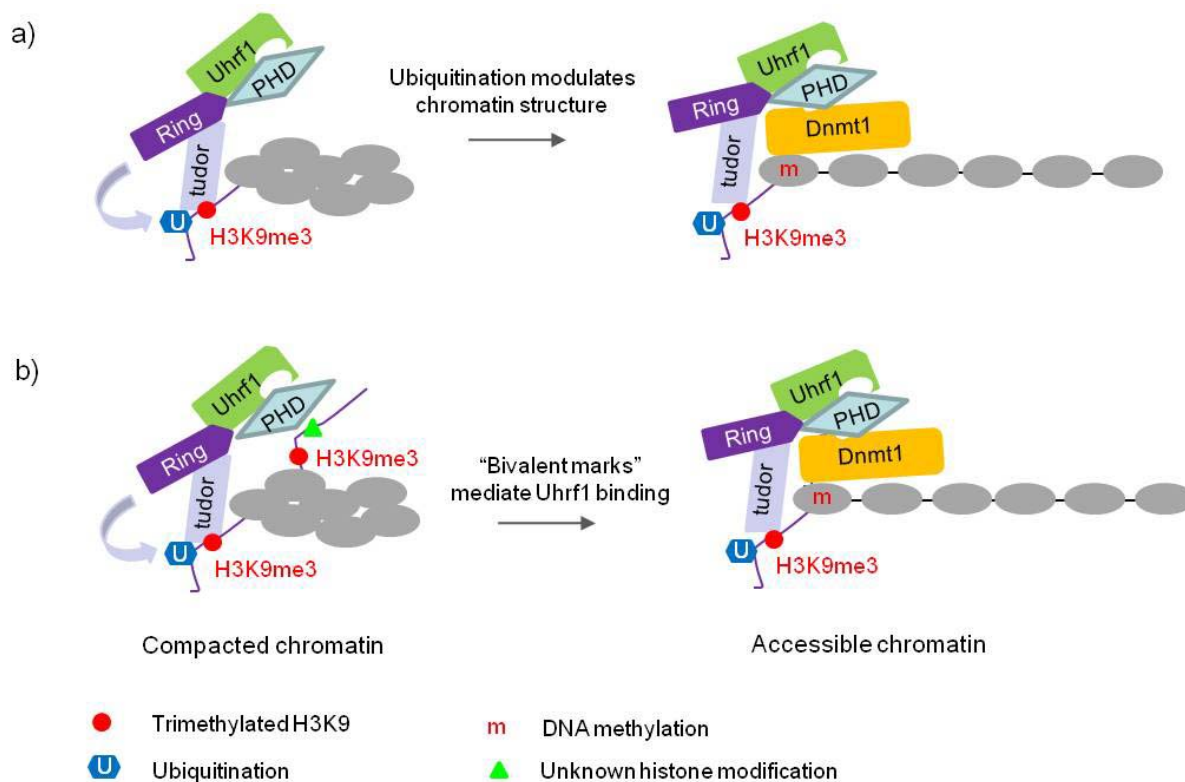 a)
Uhrf1
PHD
Ring
tudor
U
H3K9me3
Ubiquitination modulates
chromatin structure
Uhrf1
PHD
Ring
Dnmt1
tudor
m
U
H3K9me3
b)
Uhrf1
PHD
Ring
H3K9me3
tudor
U
H3K9me3
“Bivalent marks”
mediate Uhrf1 binding
Uhrf1
PHD
Ring
Dnmt1
tudor
m
U
H3K9me3
Compacted chromatin
Accessible chromatin
Trimethylated H3K9
m DNA methylation
U Ubiquitination
Unknown histone modification